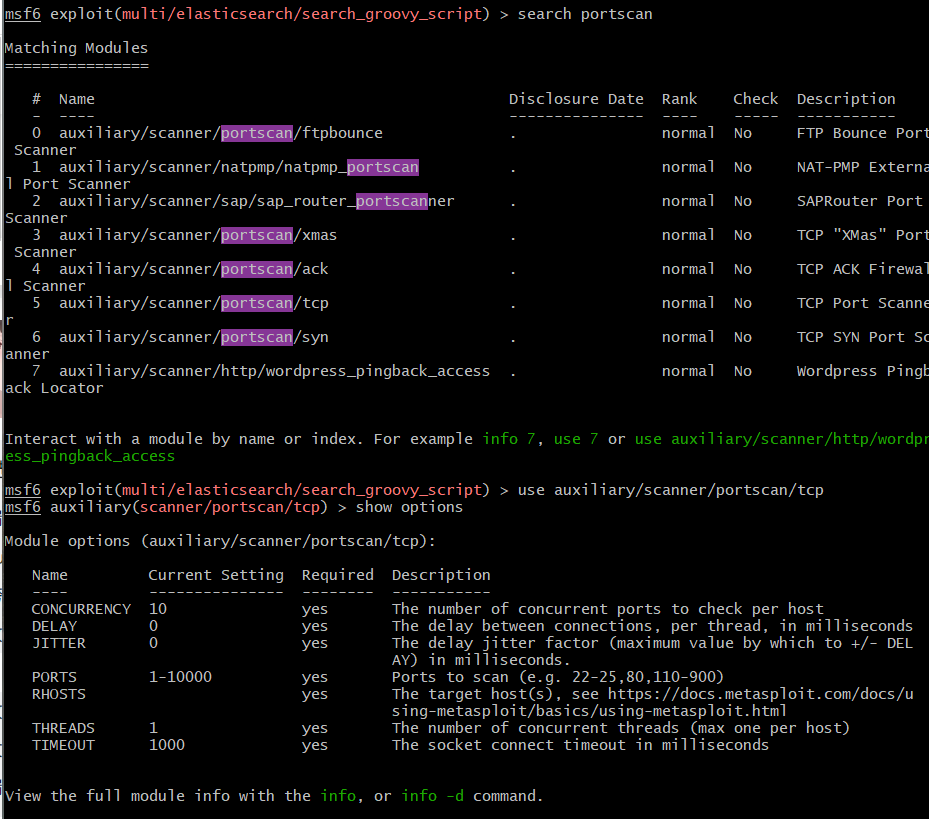 msf6 exploit(multi/elasticsearch/search_groovy_script) > search portscan
Matching Modules
================
#  Name                                           Disclosure Date  Rank    Check  Description
-  ----                                           ---------------  ----    -----  -----------
0  auxiliary/scanner/portscan/ftpbounce           .                normal  No     FTP Bounce Port
 Scanner
1  auxiliary/scanner/natpmp/natpmp_portscan       .                normal  No     NAT-PMP Externa
l Port Scanner
2  auxiliary/scanner/sap/sap_router_portscanner   .                normal  No     SAPRouter Port
Scanner
3  auxiliary/scanner/portscan/xmas                .                normal  No     TCP "XMas" Port
 Scanner
4  auxiliary/scanner/portscan/ack                 .                normal  No     TCP ACK Firewal
l Scanner
5  auxiliary/scanner/portscan/tcp                 .                normal  No     TCP Port Scanne
r
6  auxiliary/scanner/portscan/syn                 .                normal  No     TCP SYN Port Sc
anner
7  auxiliary/scanner/http/wordpress_pingback_access  .             normal  No     Wordpress Pingb
ack Locator
Interact with a module by name or index. For example info 7, use 7 or use auxiliary/scanner/http/wordpr
ess_pingback_access
msf6 exploit(multi/elasticsearch/search_groovy_script) > use auxiliary/scanner/portscan/tcp
msf6 auxiliary(scanner/portscan/tcp) > show options
Module options (auxiliary/scanner/portscan/tcp):
Name         Current Setting  Required  Description
----         ---------------  --------  -----------
CONCURRENCY  10               yes       The number of concurrent ports to check per host
DELAY        0                yes       The delay between connections, per thread, in milliseconds
JITTER       0                yes       The delay jitter factor (maximum value by which to +/- DEL
AY) in milliseconds.
PORTS        1-10000          yes       Ports to scan (e.g. 22-25,80,110-900)
RHOSTS                        yes       The target host(s), see https://docs.metasploit.com/docs/u
sing-metasploit/basics/using-metasploit.html
THREADS      1                yes       The number of concurrent threads (max one per host)
TIMEOUT      1000             yes       The socket connect timeout in milliseconds
View the full module info with the info, or info -d command.